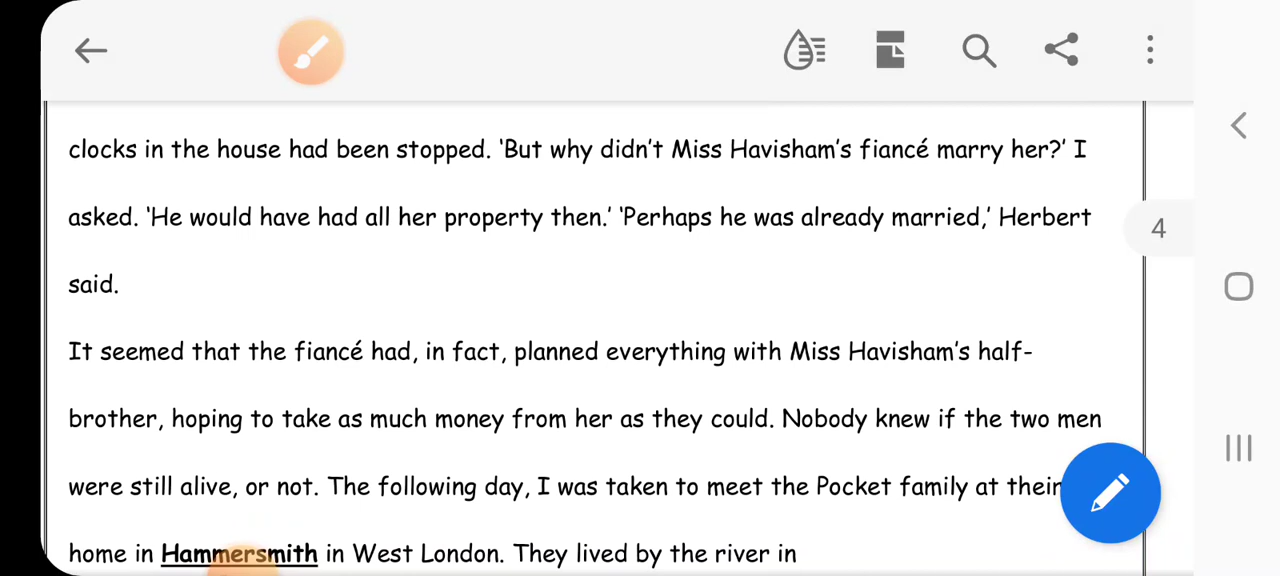 clocks in the house had been stopped. ‘But why didn’t Miss Havisham’s fiancé marry her?’ I
asked. ‘He would have had all her property then.’ ‘Perhaps he was already married,’ Herbert
said.
4
It seemed that the fiancé had, in fact, planned everything with Miss Havisham’s half-
brother, hoping to take as much money from her as they could. Nobody knew if the two men
were still alive, or not. The following day, I was taken to meet the Pocket family at their
home in Hammersmith in West London. They lived by the river in